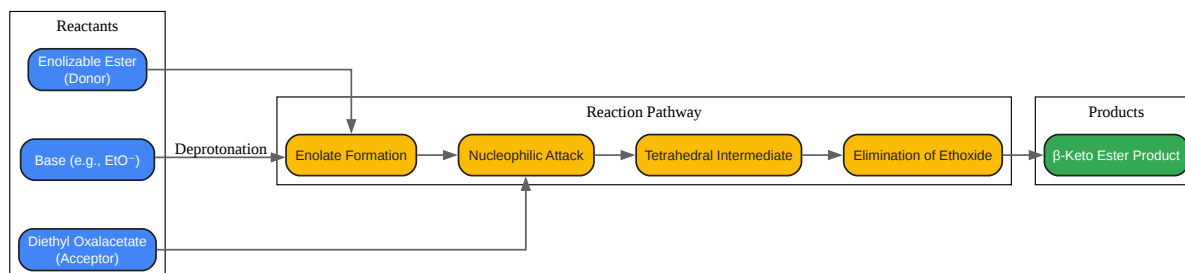 Reactants
Enolizable Ester
(Donor)
Base (e.g., EtO⁻)
Diethyl Oxalacetate
(Acceptor)
Deprotonation
Reaction Pathway
Enolate Formation
Nucleophilic Attack
Tetrahedral Intermediate
Elimination of Ethoxide
Products
β-Keto Ester Product